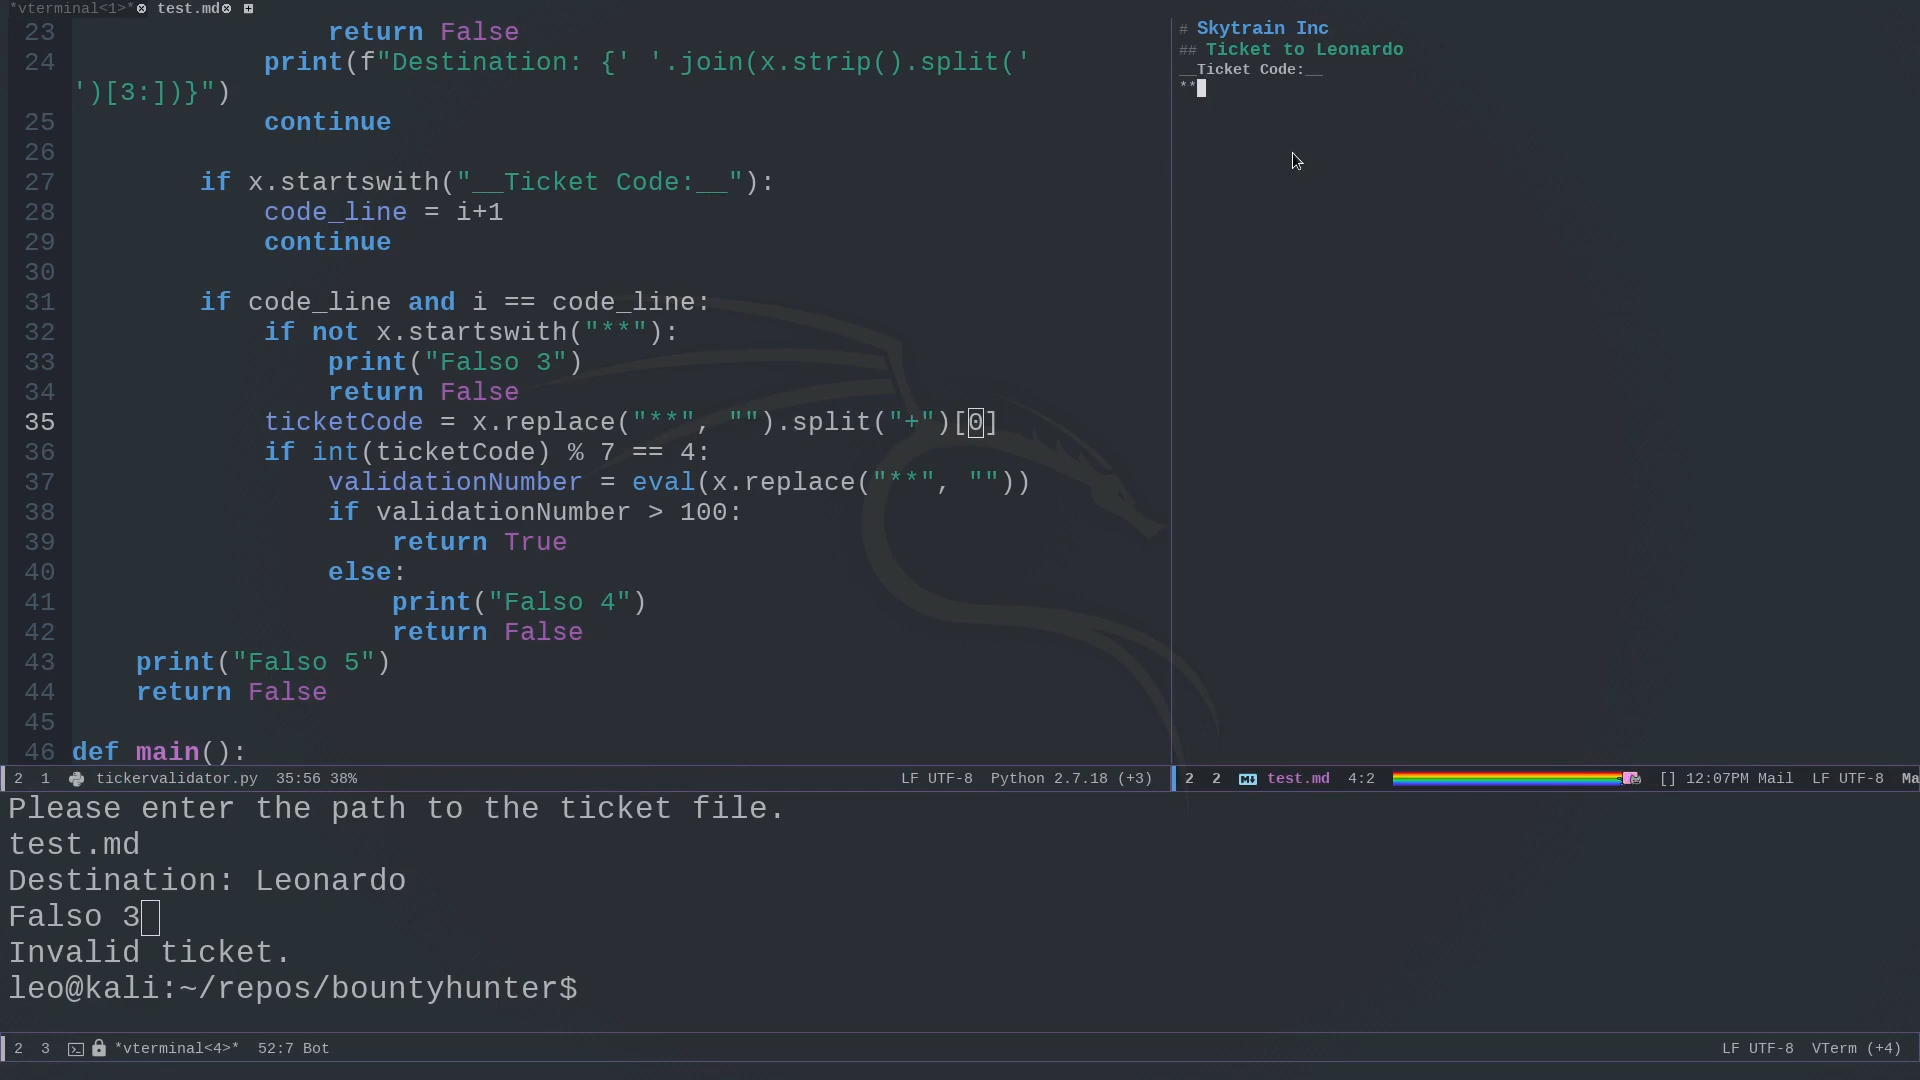 *vterminal<1>* test.md
23 return False
24 print(f"Destination: {' '.join(x.strip().split('
')[3:])}")
25 continue
26
27 if x.startswith("__Ticket Code:__"):
28 code_line = i+1
29 continue
30
31 if code_line and i == code_line:
32 if not x.startswith("**"):
33 print("Falso 3")
34 return False
35 ticketCode = x.replace("**", "").split("+")[0]
36 if int(ticketCode) % 7 == 4:
37 validationNumber = eval(x.replace("**", ""))
38 if validationNumber > 100:
39 return True
40 else:
41 print("Falso 4")
42 return False
43 print("Falso 5")
44 return False
45
46 def main():
2 1 tickervalidator.py 35:56 38% LF UTF-8 Python 2.7.18 (+3)
# Skytrain Inc
## Ticket to Leonardo
__Ticket Code:__
**
2 2 test.md 4:2 [] 12:07PM Mail LF UTF-8 Ma
Please enter the path to the ticket file.
test.md
Destination: Leonardo
Falso 3
Invalid ticket.
leo@kali:~/repos/bountyhunter$
2 3 *vterminal<4>* 52:7 Bot LF UTF-8 VTerm (+4)